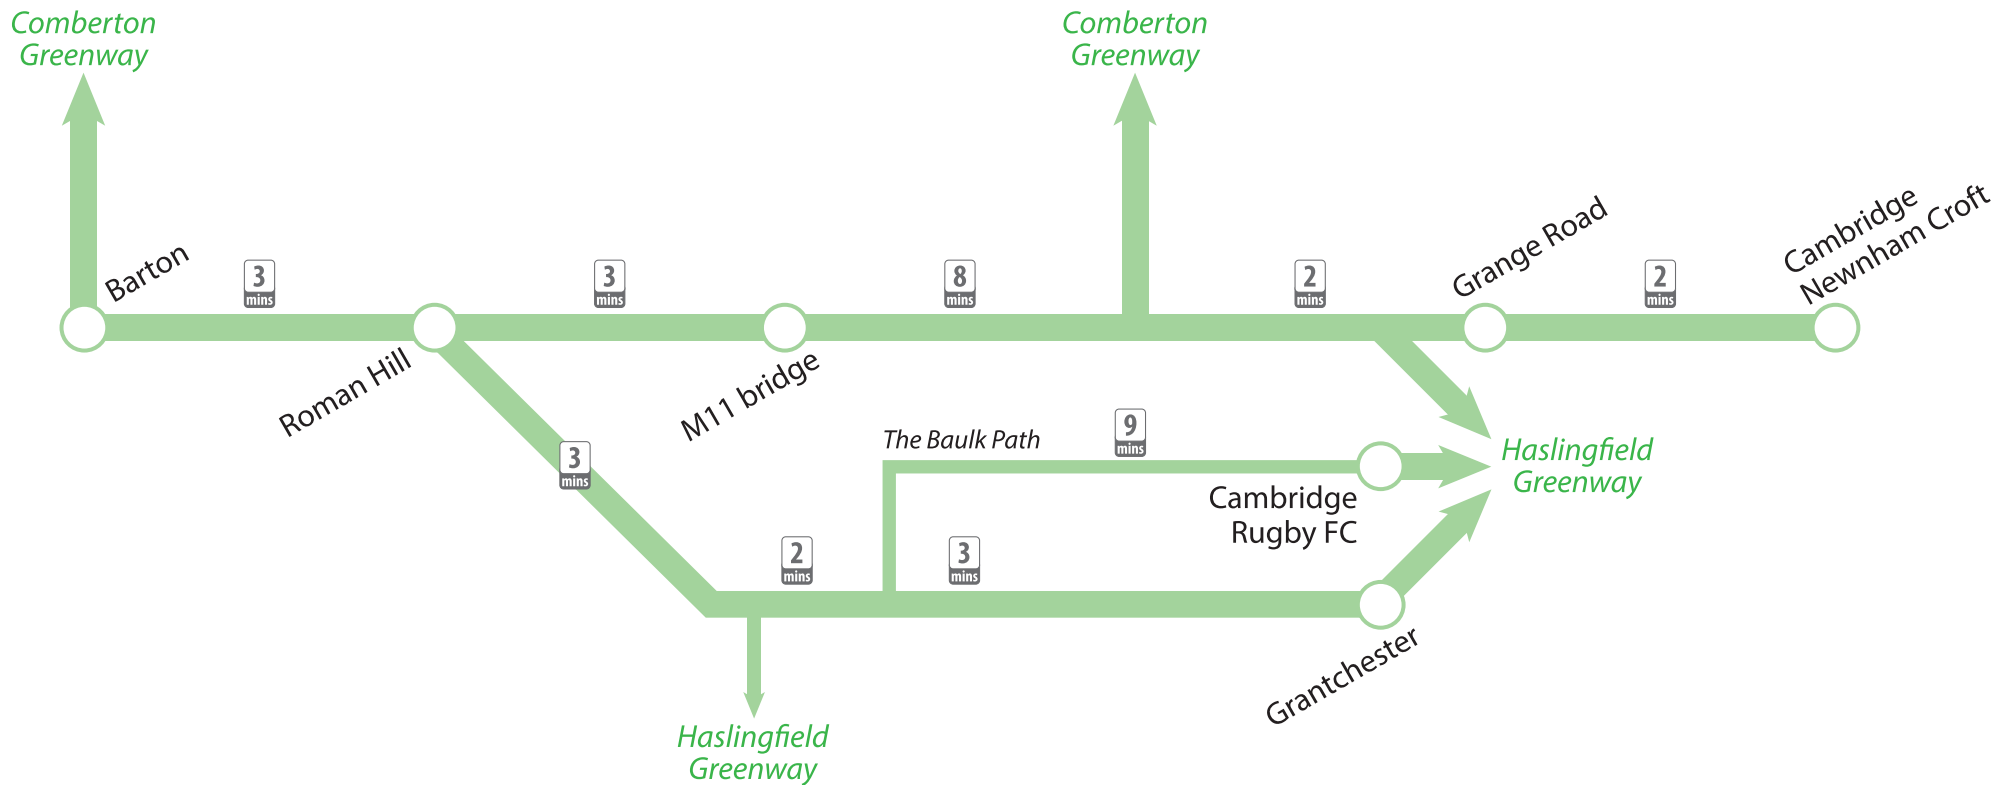 Comberton
Greenway
Comberton
Greenway
Barton
3
mins
3
mins
8
mins
2
mins
Grange Road
2
mins
Cambridge
Newnham Croft
Roman Hill
M11 bridge
3
mins
The Baulk Path
9
mins
Haslingfield
Greenway
Cambridge
Rugby FC
2
mins
3
mins
Grantchester
Haslingfield
Greenway